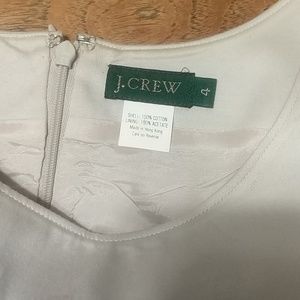 J.CREW
4
SHELL: 100% COTTON
LINING: 100% ACETATE
Made in Hong Kong
Care on Reverse